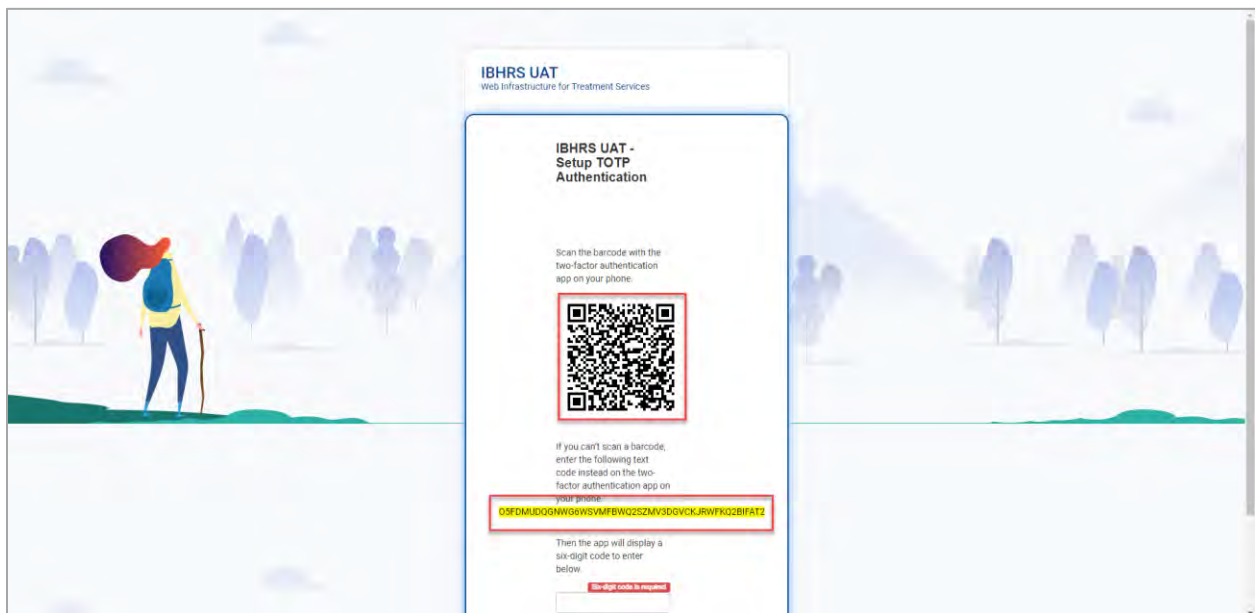 IBHRS UAT
Web Infrastructure for Treatment Services
IBHRS UAT -
Setup TOTP
Authentication
Scan the barcode with the
two-factor authentication
app on your phone.
If you can't scan a barcode,
enter the following text
code instead on the two-
factor authentication app on
your phone.
O5FDMUDQGNWG6WSVMFBWQ2SZMV3DGVCKJRWFKQ2BIFAT2
Then the app will display a
six-digit code to enter
below.
Six-digit code is required